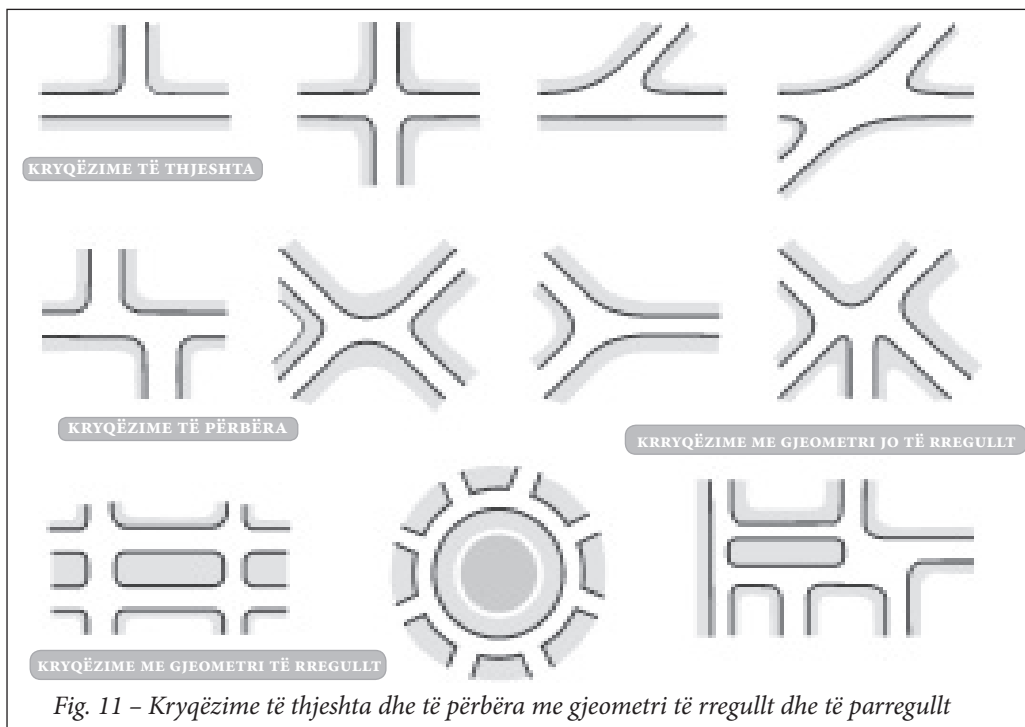 KRYQËZIME TË THJESHTA
KRYQËZIME TË PËRBËRA
KRRYQËZIME ME GJEOMETRI JO TË RREGULLT
KRYQËZIME ME GJEOMETRI TË RREGULLT
Fig. 11 – Kryqëzime të thjeshta dhe të përbëra me gjeometri të rregullt dhe të parregullt